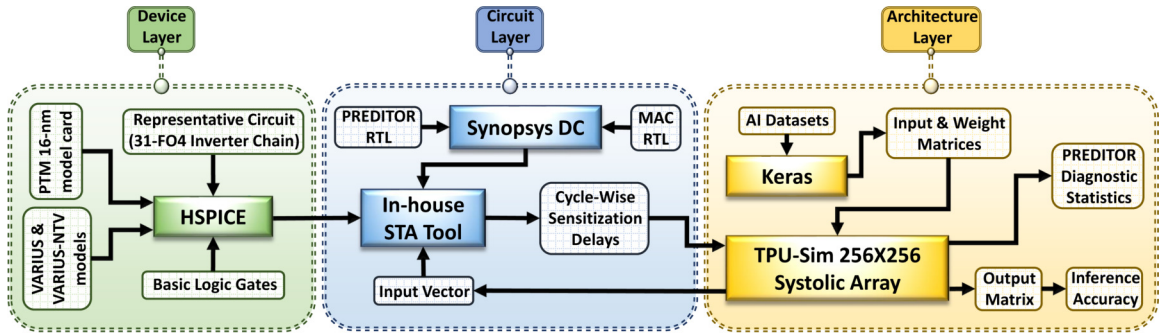 Device
Layer
Circuit
Layer
Architecture
Layer
PTM 16-nm
model card
Representative Circuit
(31-FO4 Inverter Chain)
HSPICE
VARIUS &
VARIUS-NTV
models
Basic Logic Gates
PREDITOR
RTL
Synopsys DC
MAC
RTL
In-house
STA Tool
Cycle-Wise
Sensitization
Delays
Input Vector
AI Datasets
Keras
Input & Weight
Matrices
PREDITOR
Diagnostic
Statistics
TPU-Sim 256X256
Systolic Array
Output
Matrix
Inference
Accuracy